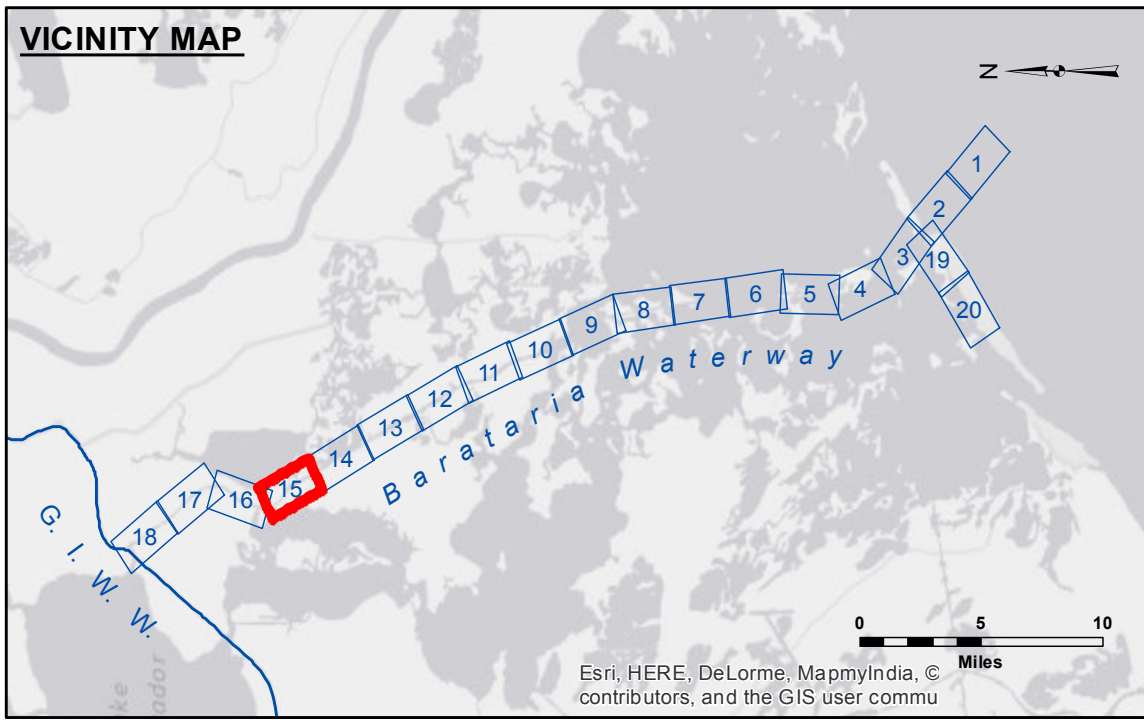 VICINITY MAP
N
1
2
3
19
4
5
6
7
8
20
9
10
11
12
13
14
15
16
17
18
Barataria Waterway
G. I. W. W.
0 5 10
Miles
Esri, HERE, DeLorme, MapmyIndia, ©
contributors, and the GIS user commu
ake
ador